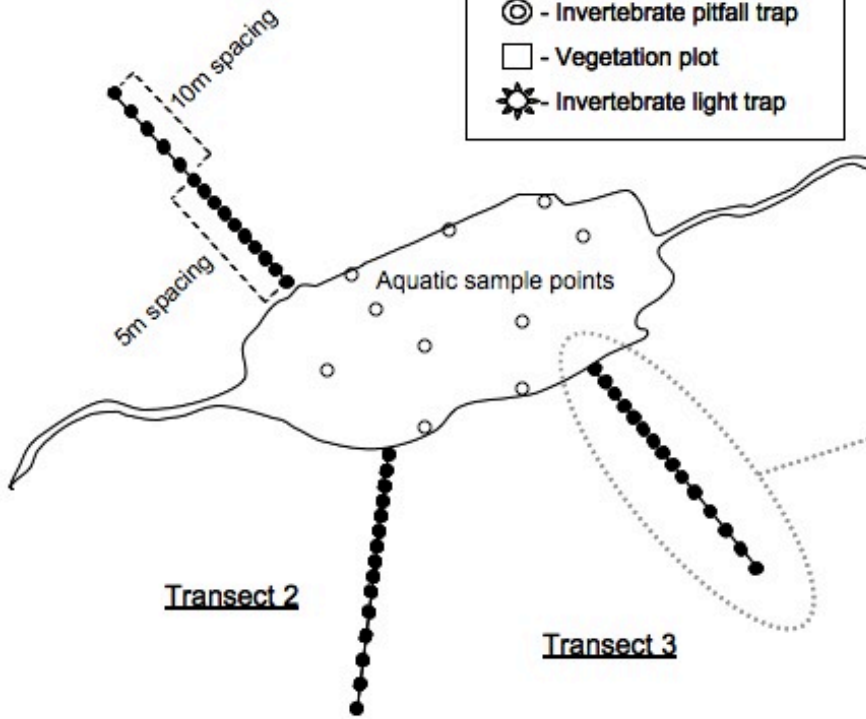 - Invertebrate pitfall trap
- Vegetation plot
- Invertebrate light trap
10m spacing
5m spacing
Aquatic sample points
Transect 2
Transect 3